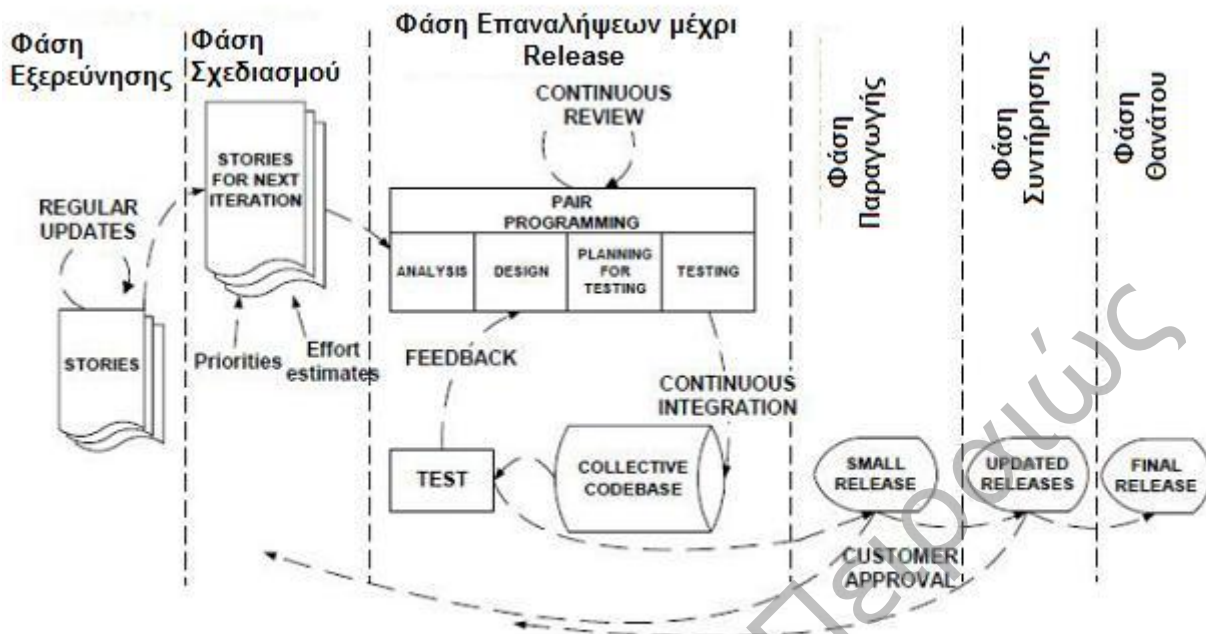 Φάση
Εξερεύνησης
Φάση
Σχεδιασμού
Φάση Επαναλήψεων μέχρι
Release
Φάση
Παραγωγής
Φάση
Συντήρησης
Φάση
Θανάτου
CONTINUOUS
REVIEW
STORIES
FOR NEXT
ITERATION
REGULAR
UPDATES
PAIR
PROGRAMMING
ANALYSIS
DESIGN
PLANNING
FOR
TESTING
TESTING
STORIES
Priorities
Effort
estimates
FEEDBACK
CONTINUOUS
INTEGRATION
TEST
COLLECTIVE
CODEBASE
SMALL
RELEASE
UPDATED
RELEASES
FINAL
RELEASE
CUSTOMER
APPROVAL
Πειραιώς